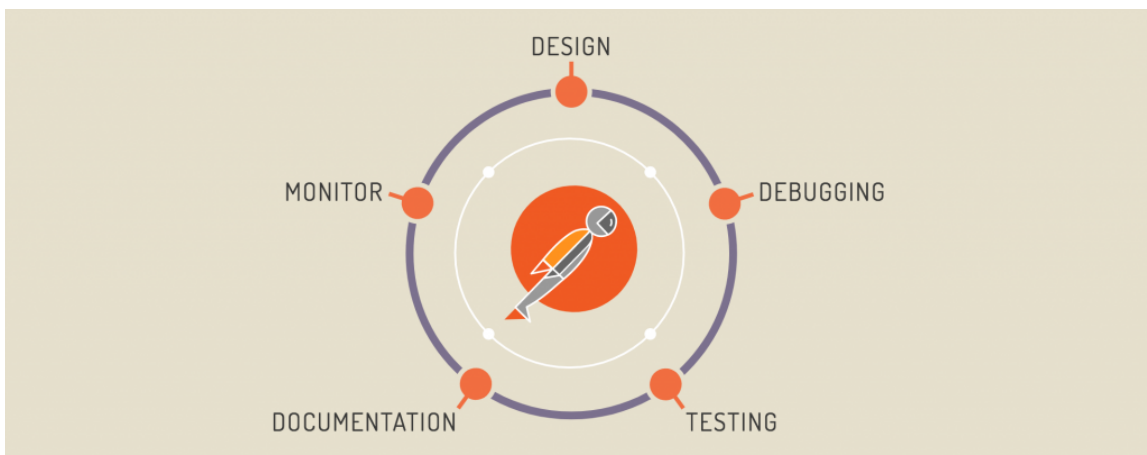 DESIGN
MONITOR
DEBUGGING
DOCUMENTATION
TESTING